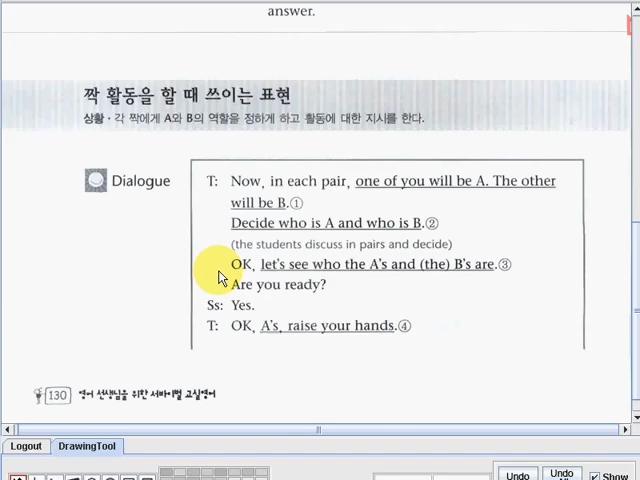 answer.
짝 활동을 할 때 쓰이는 표현
상황 · 각 짝에게 A와 B의 역할을 정하게 하고 활동에 대한 지시를 한다.
Dialogue
T: Now, in each pair, one of you will be A. The other
will be B.①
Decide who is A and who is B.②
(the students discuss in pairs and decide)
OK, let's see who the A's and (the) B's are.③
Are you ready?
Ss: Yes.
T: OK, A's, raise your hands.④
130 영어 선생님을 위한 서바이벌 교실영어
Logout DrawingTool
Undo Undo Show